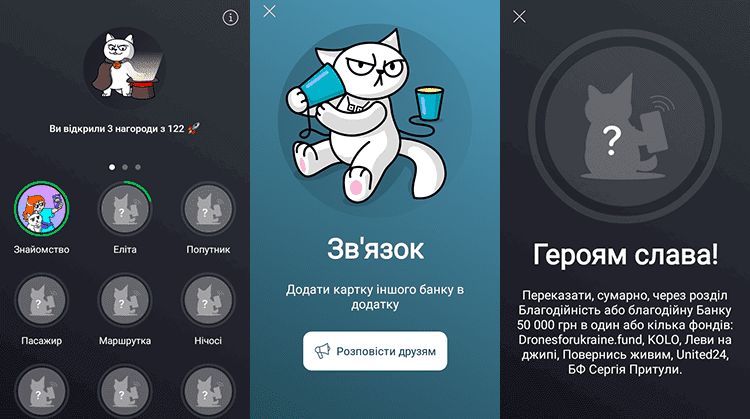 Ви відкрили 3 нагороди з 122 🚀
Знайомство
Еліта
Попутник
Пасажир
Маршрутка
Нічосі
Зв'язок
Додати картку іншого банку в
додатку
Розповісти друзям
Героям слава!
Переказати, сумарно, через розділ
Благодійність або благодійну Банку
50 000 грн в один або кілька фондів:
Dronesforukraine.fund, KOLO, Леви на
джипі, Повернись живим, United24,
БФ Сергія Притули.